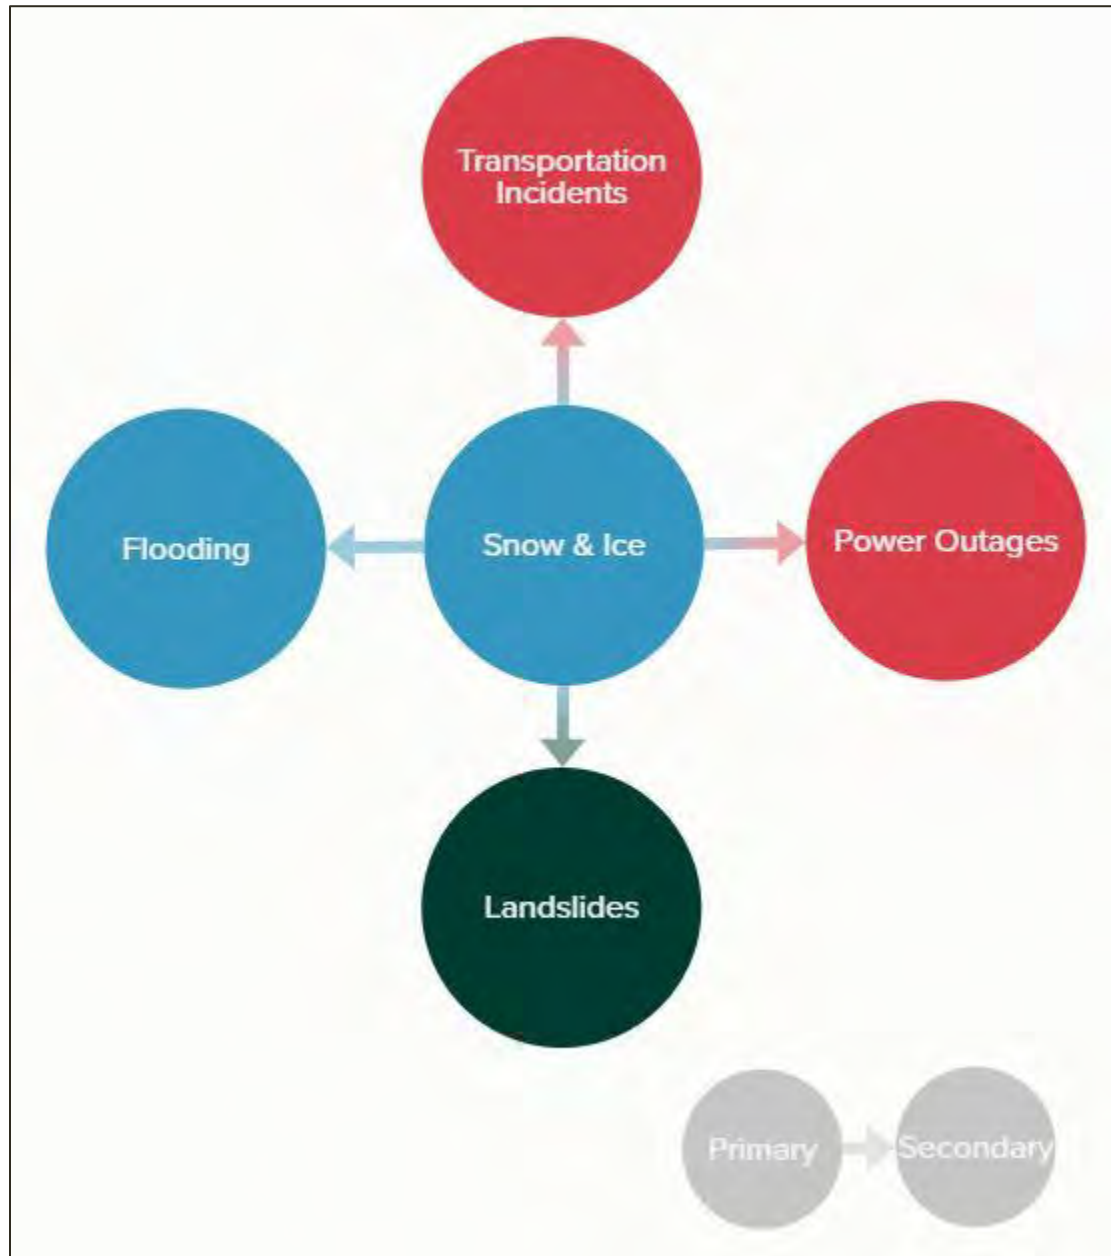 Transportation
Incidents
Flooding
Snow & Ice
Power Outages
Landslides
Primary
Secondary